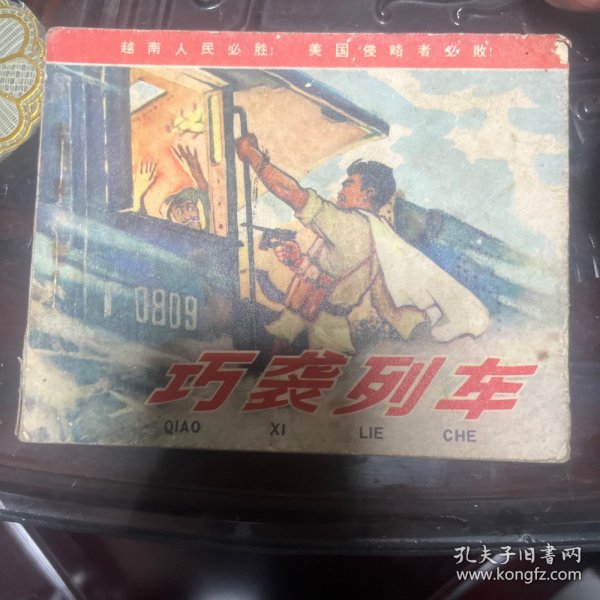 越南人民必胜! 美国侵略者必败!
0809
巧袭列车
QIAO XI LIE CHE
孔夫子旧书网
www.kongfz.com